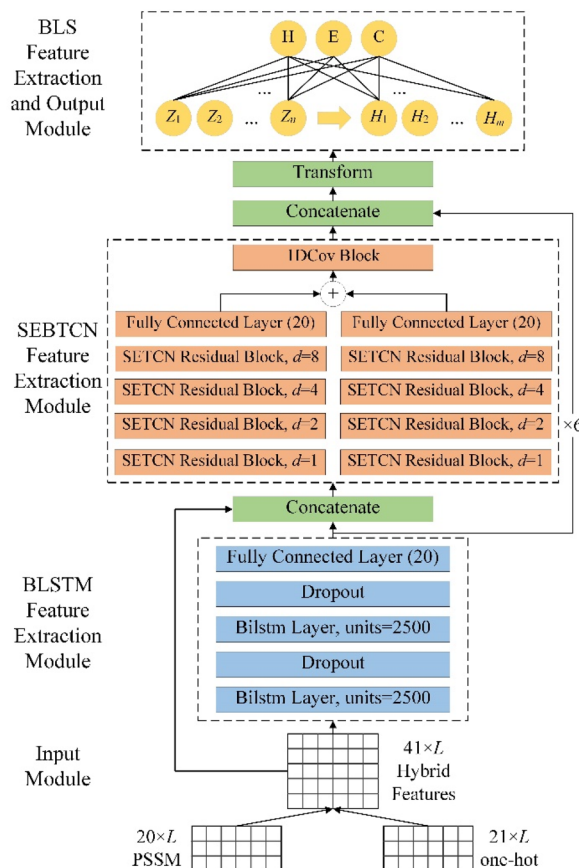 BLS
Feature
Extraction
and Output
Module
H E C
... ...
Z1 Z2 ... Zn H1 H2 ... Hm
Transform
Concatenate
1DCov Block
+
SEBTCN
Feature
Extraction
Module
Fully Connected Layer (20) Fully Connected Layer (20)
SETCN Residual Block, d=8 SETCN Residual Block, d=8
SETCN Residual Block, d=4 SETCN Residual Block, d=4
SETCN Residual Block, d=2 SETCN Residual Block, d=2
SETCN Residual Block, d=1 SETCN Residual Block, d=1
×6
Concatenate
BLSTM
Feature
Extraction
Module
Fully Connected Layer (20)
Dropout
Bilstm Layer, units=2500
Dropout
Bilstm Layer, units=2500
Input
Module
41×L
Hybrid
Features
20×L
PSSM
21×L
one-hot